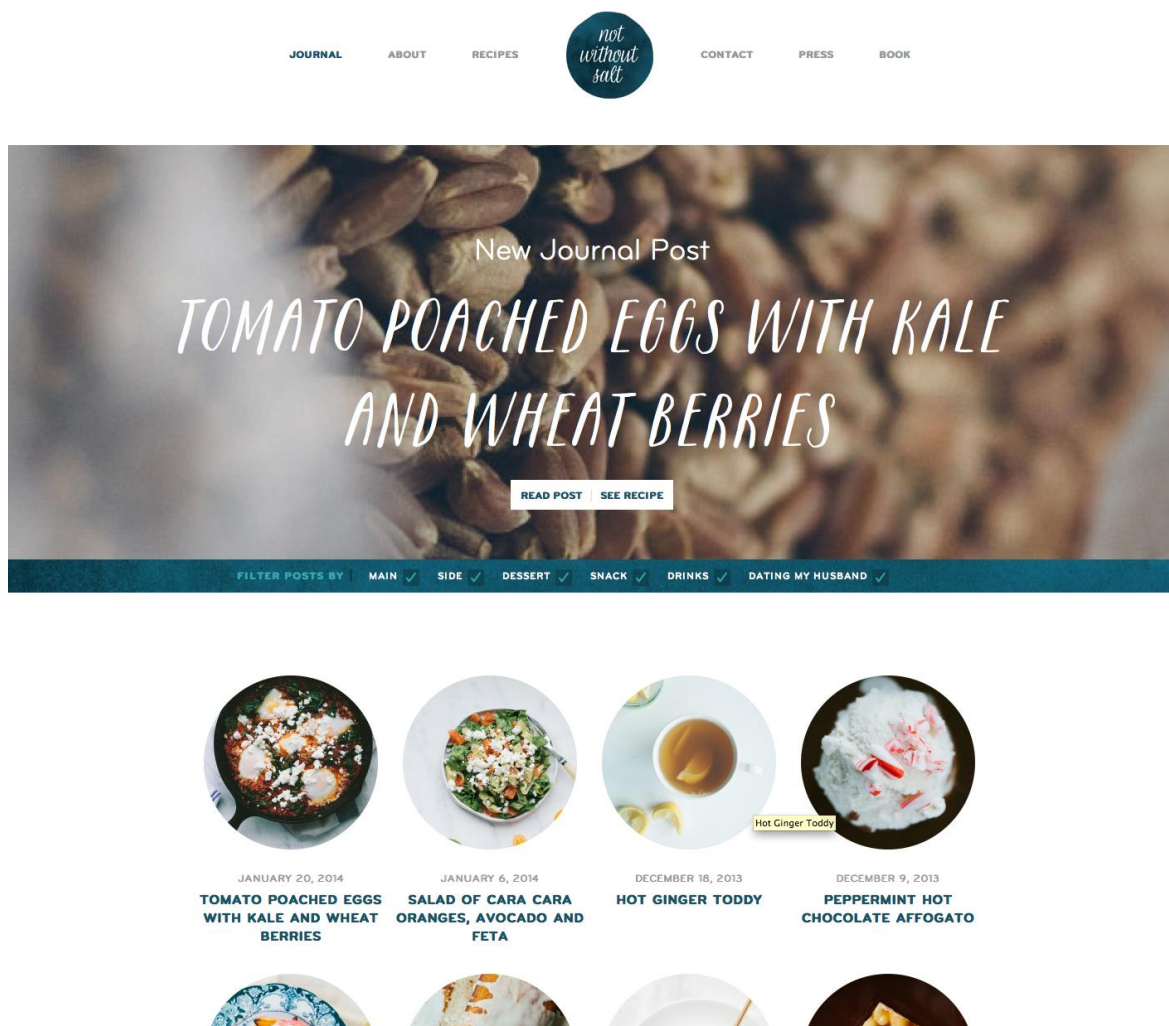 JOURNAL ABOUT RECIPES not without salt CONTACT PRESS BOOK
New Journal Post
TOMATO POACHED EGGS WITH KALE
AND WHEAT BERRIES
READ POST | SEE RECIPE
FILTER POSTS BY | MAIN SIDE DESSERT SNACK DRINKS DATING MY HUSBAND
Hot Ginger Toddy
JANUARY 20, 2014
TOMATO POACHED EGGS
WITH KALE AND WHEAT
BERRIES
JANUARY 6, 2014
SALAD OF CARA CARA
ORANGES, AVOCADO AND
FETA
DECEMBER 18, 2013
HOT GINGER TODDY
DECEMBER 9, 2013
PEPPERMINT HOT
CHOCOLATE AFFOGATO